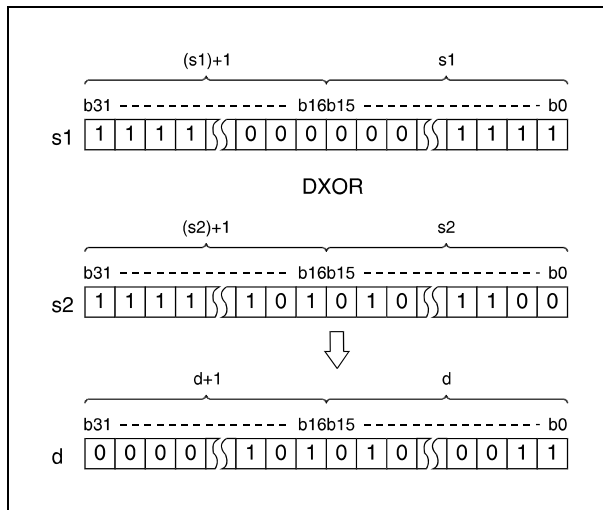 (s1)+1 s1
b31 b16b15 b0
s1 1 1 1 1 0 0 0 0 0 0 1 1 1 1
DXOR
(s2)+1 s2
b31 b16b15 b0
s2 1 1 1 1 1 0 1 0 1 0 1 1 0 0
d+1 d
b31 b16b15 b0
d 0 0 0 0 1 0 1 0 1 0 0 0 1 1